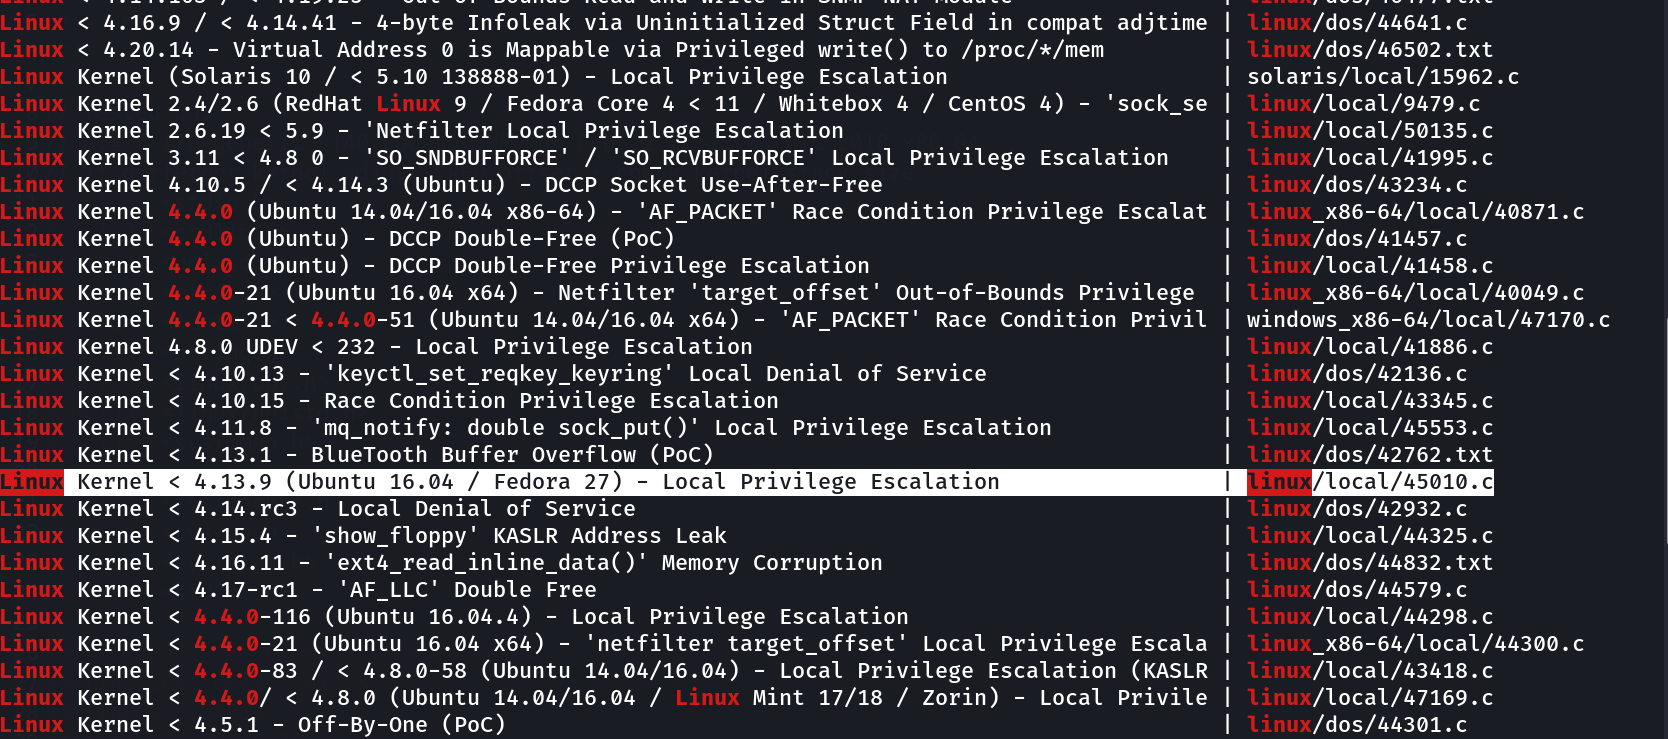 Linux < 4.16.9 / < 4.14.41 - 4-byte Infoleak via Uninitialized Struct Field in compat adjtime | linux/dos/44641.c
Linux < 4.20.14 - Virtual Address 0 is Mappable via Privileged write() to /proc/*/mem | linux/dos/46502.txt
Linux Kernel (Solaris 10 / < 5.10 138888-01) - Local Privilege Escalation | solaris/local/15962.c
Linux Kernel 2.4/2.6 (RedHat Linux 9 / Fedora Core 4 < 11 / Whitebox 4 / CentOS 4) - 'sock_se | linux/local/9479.c
Linux Kernel 2.6.19 < 5.9 - 'Netfilter Local Privilege Escalation | linux/local/50135.c
Linux Kernel 3.11 < 4.8 0 - 'SO_SNDBUFFORCE' / 'SO_RCVBUFFORCE' Local Privilege Escalation | linux/local/41995.c
Linux Kernel 4.10.5 / < 4.14.3 (Ubuntu) - DCCP Socket Use-After-Free | linux/dos/43234.c
Linux Kernel 4.4.0 (Ubuntu 14.04/16.04 x86-64) - 'AF_PACKET' Race Condition Privilege Escalat | linux_x86-64/local/40871.c
Linux Kernel 4.4.0 (Ubuntu) - DCCP Double-Free (PoC) | linux/dos/41457.c
Linux Kernel 4.4.0 (Ubuntu) - DCCP Double-Free Privilege Escalation | linux/local/41458.c
Linux Kernel 4.4.0-21 (Ubuntu 16.04 x64) - Netfilter 'target_offset' Out-of-Bounds Privilege | linux_x86-64/local/40049.c
Linux Kernel 4.4.0-21 < 4.4.0-51 (Ubuntu 14.04/16.04 x64) - 'AF_PACKET' Race Condition Privil | windows_x86-64/local/47170.c
Linux Kernel 4.8.0 UDEV < 232 - Local Privilege Escalation | linux/local/41886.c
Linux Kernel < 4.10.13 - 'keyctl_set_reqkey_keyring' Local Denial of Service | linux/dos/42136.c
Linux kernel < 4.10.15 - Race Condition Privilege Escalation | linux/local/43345.c
Linux Kernel < 4.11.8 - 'mq_notify: double sock_put()' Local Privilege Escalation | linux/local/45553.c
Linux Kernel < 4.13.1 - BlueTooth Buffer Overflow (PoC) | linux/dos/42762.txt
Linux Kernel < 4.13.9 (Ubuntu 16.04 / Fedora 27) - Local Privilege Escalation | linux/local/45010.c
Linux Kernel < 4.14.rc3 - Local Denial of Service | linux/dos/42932.c
Linux Kernel < 4.15.4 - 'show_floppy' KASLR Address Leak | linux/local/44325.c
Linux Kernel < 4.16.11 - 'ext4_read_inline_data()' Memory Corruption | linux/dos/44832.txt
Linux Kernel < 4.17-rc1 - 'AF_LLC' Double Free | linux/dos/44579.c
Linux Kernel < 4.4.0-116 (Ubuntu 16.04.4) - Local Privilege Escalation | linux/local/44298.c
Linux Kernel < 4.4.0-21 (Ubuntu 16.04 x64) - 'netfilter target_offset' Local Privilege Escala | linux_x86-64/local/44300.c
Linux Kernel < 4.4.0-83 / < 4.8.0-58 (Ubuntu 14.04/16.04) - Local Privilege Escalation (KASLR | linux/local/43418.c
Linux Kernel < 4.4.0/ < 4.8.0 (Ubuntu 14.04/16.04 / Linux Mint 17/18 / Zorin) - Local Privile | linux/local/47169.c
Linux Kernel < 4.5.1 - Off-By-One (PoC) | linux/dos/44301.c